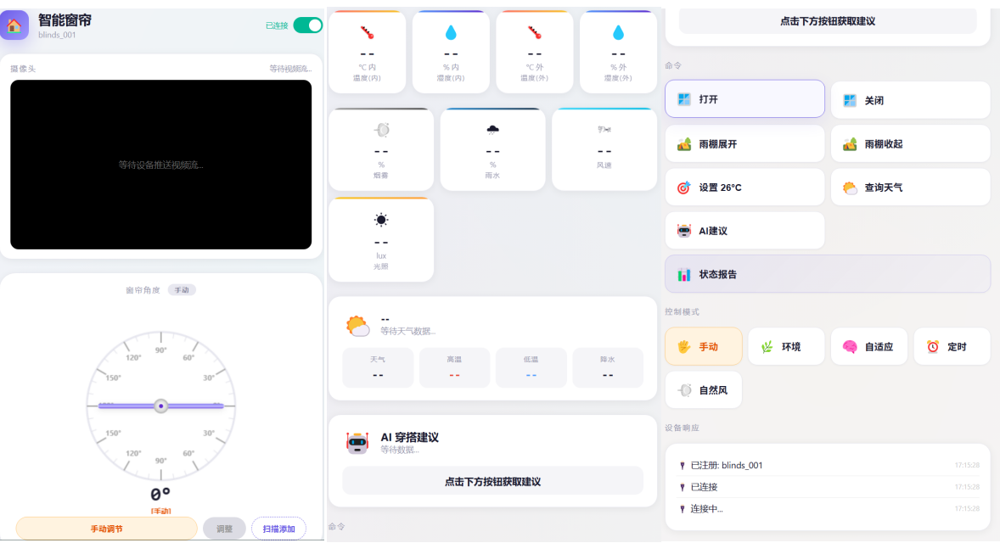 智能窗帘
blinds_001
已连接
摄像头
等待视频流...
等待设备推送视频流...
窗帘角度 手动
90°
120° 60°
150° 30°
150° 30°
120° 60°
90°
0°
[手动]
手动调节 调整 扫描添加
-- -- -- --
℃ 内 % 内 ℃ 外 % 外
温度(内) 湿度(内) 温度(外) 湿度(外)
-- -- --
% % 风速
烟雾 雨水
--
lux
光照
--
等待天气数据...
天气 高温 低温 降水
-- -- -- --
AI 穿搭建议
等待数据...
点击下方按钮获取建议
命令
点击下方按钮获取建议
命令
打开 关闭
雨棚展开 雨棚收起
设置 26°C 查询天气
AI建议
状态报告
控制模式
手动 环境 自适应 定时
自然风
设备响应
已注册: blinds_001 17:15:28
已连接 17:15:28
连接中... 17:15:28